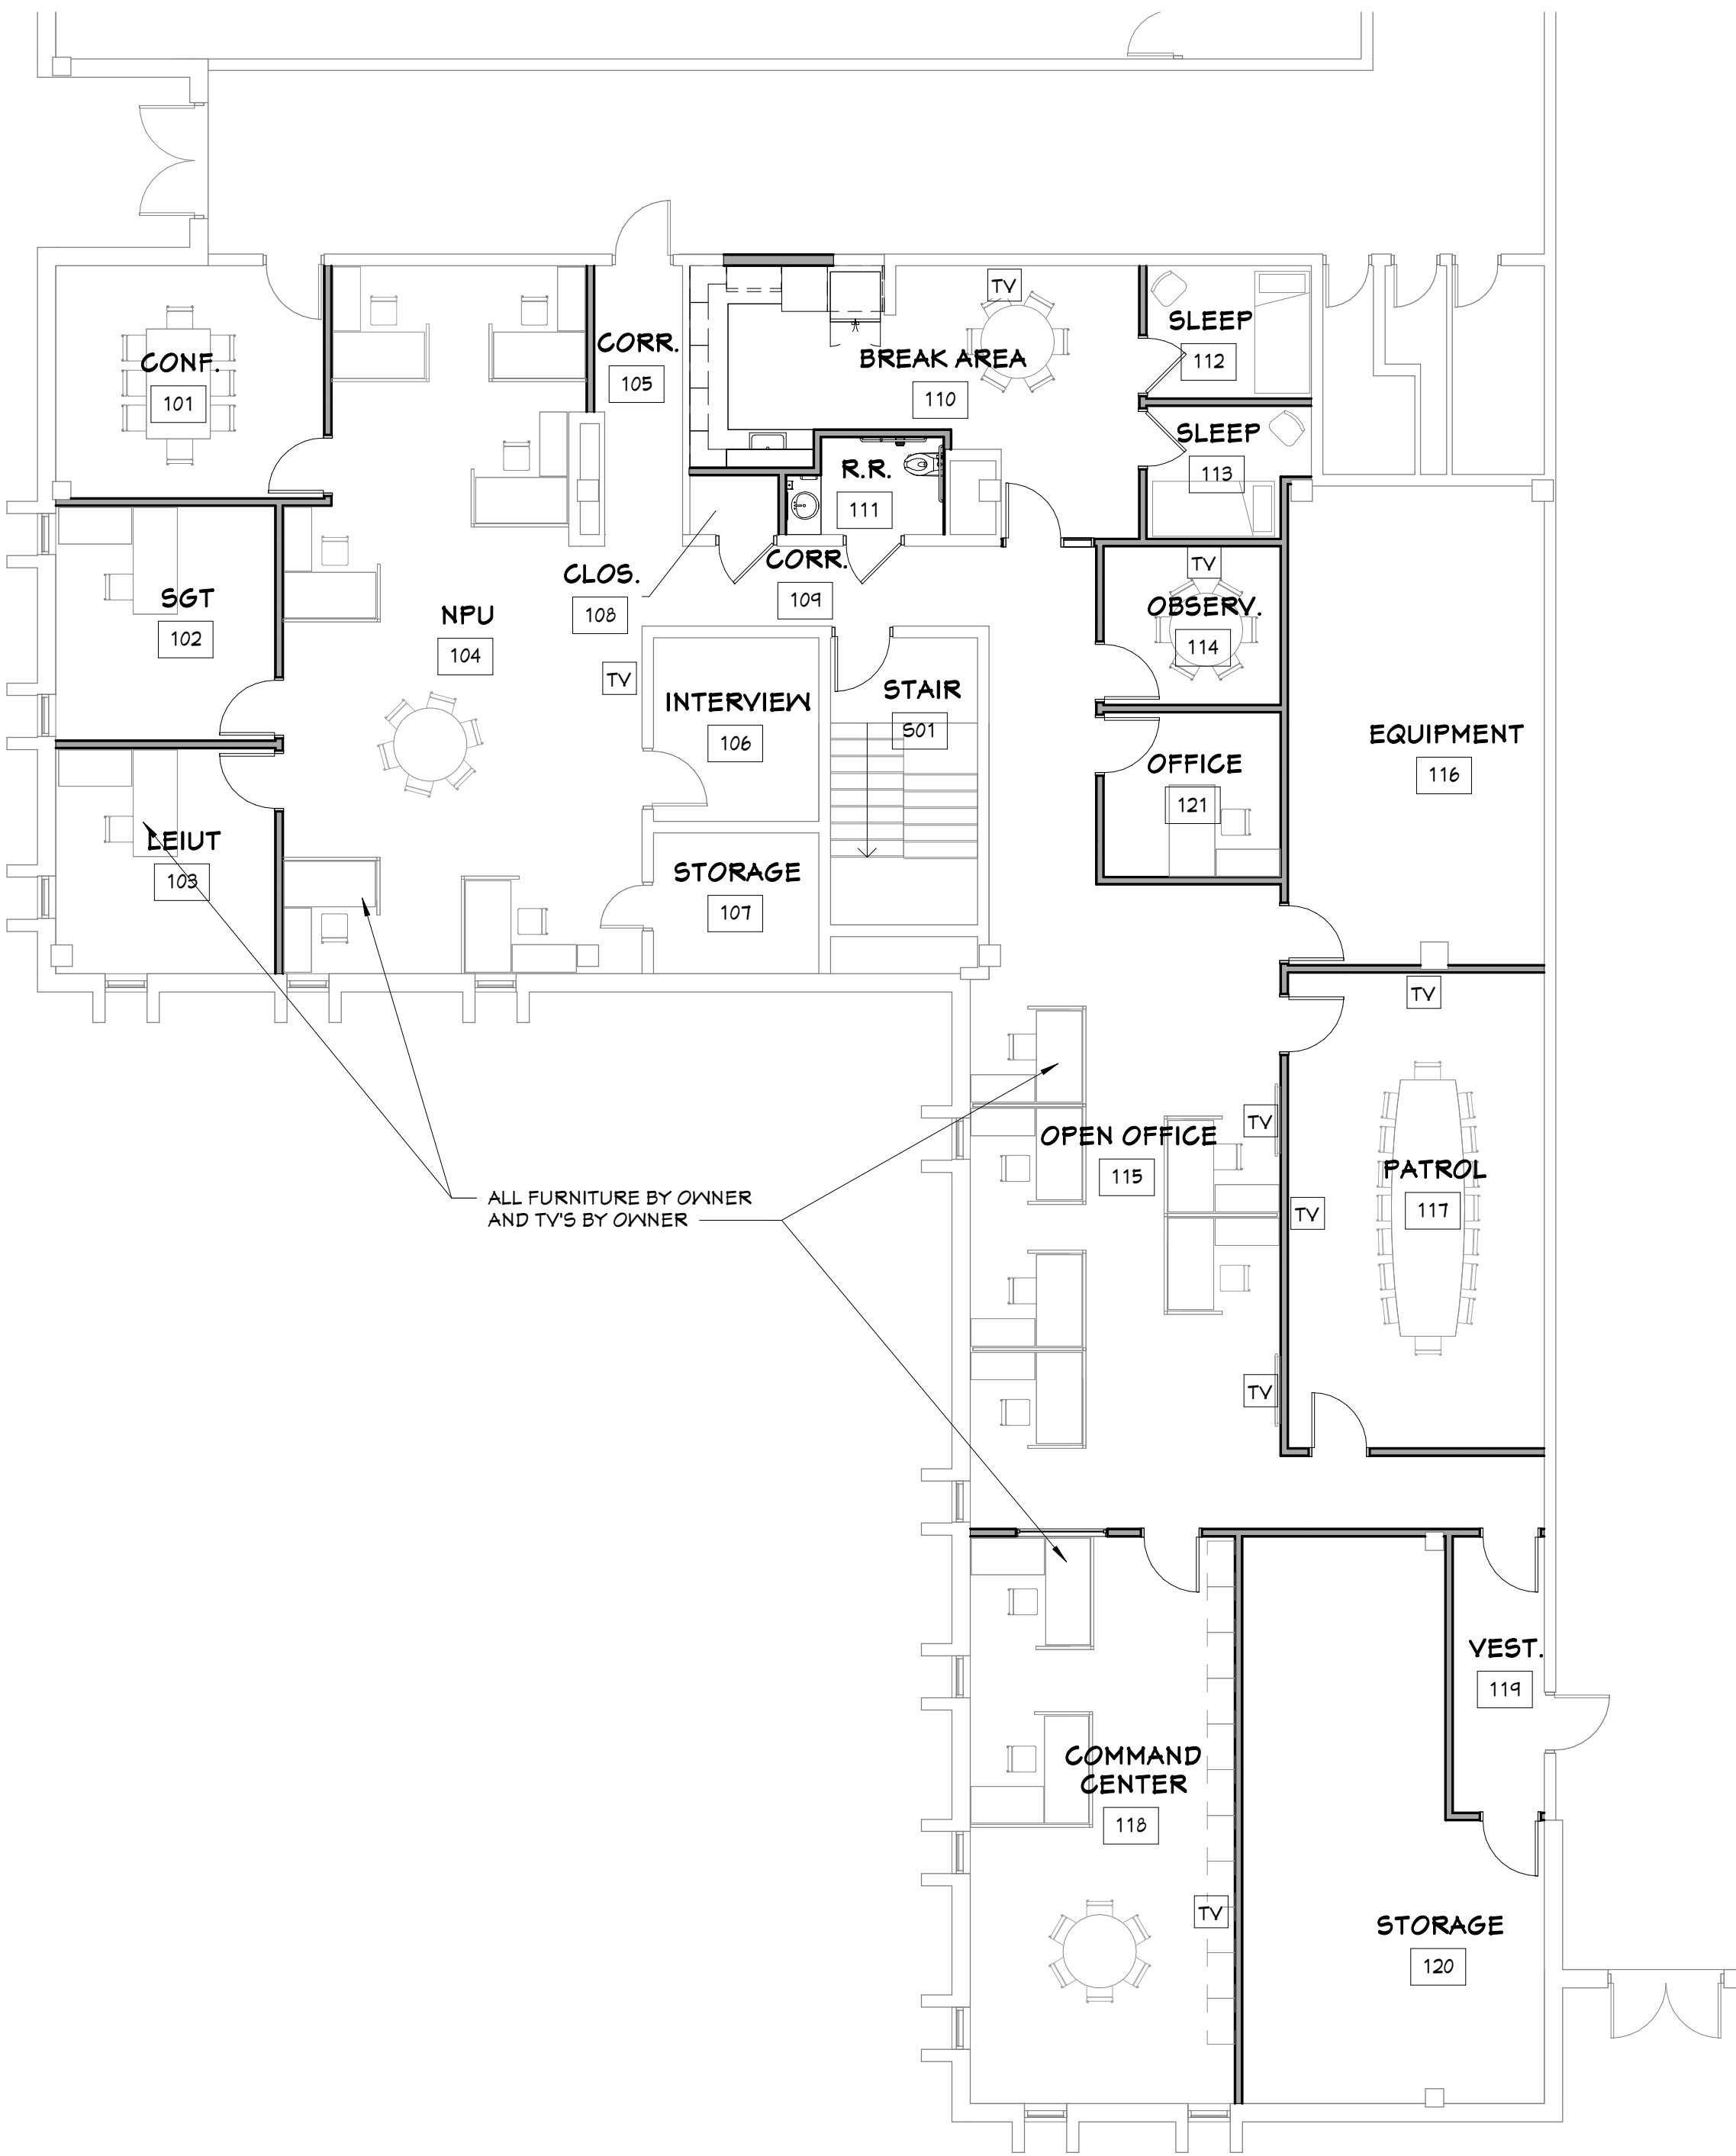 TV
SLEEP
112
CORR.
105
BREAK AREA
110
CONF.
101
SLEEP
113
R.R.
111
CORR.
109
CLOS.
108
TV
OBSERV.
114
SGT
102
NPU
104
TV
INTERVIEW
106
STAIR
S01
EQUIPMENT
116
OFFICE
121
LEIUT
103
STORAGE
107
TV
TV
OPEN OFFICE
115
PATROL
117
TV
ALL FURNITURE BY OWNER
AND TV'S BY OWNER
TV
VEST.
119
COMMAND
CENTER
118
TV
STORAGE
120